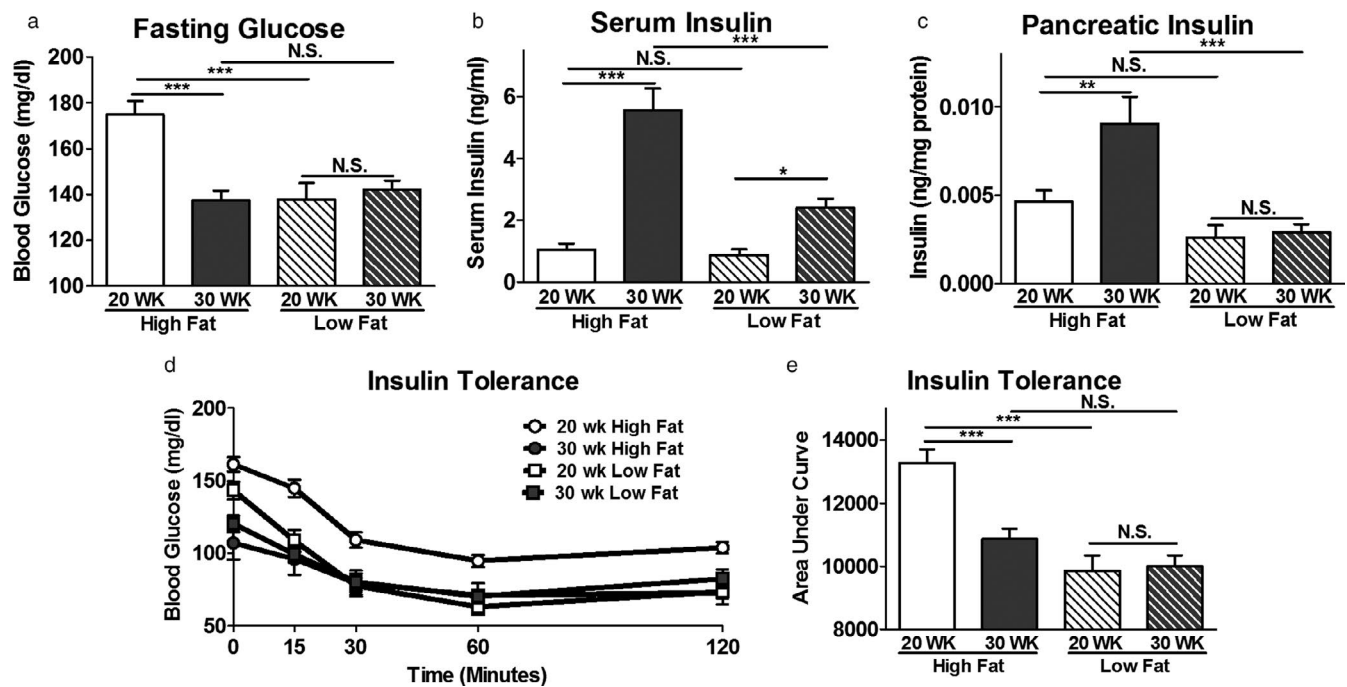 a
Fasting Glucose
Blood Glucose (mg/dl)
200
180
160
140
120
100
N.S.
***
***
N.S.
20 WK 30 WK 20 WK 30 WK
High Fat Low Fat
b
Serum Insulin
Serum Insulin (ng/ml)
6
4
2
0
***
N.S.
***
*
20 WK 30 WK 20 WK 30 WK
High Fat Low Fat
c
Pancreatic Insulin
Insulin (ng/mg protein)
0.010
0.005
0.000
***
N.S.
**
N.S.
20 WK 30 WK 20 WK 30 WK
High Fat Low Fat
d
Insulin Tolerance
Blood Glucose (mg/dl)
200
150
100
50
20 wk High Fat
30 wk High Fat
20 wk Low Fat
30 wk Low Fat
0 15 30 60 120
Time (Minutes)
e
Insulin Tolerance
Area Under Curve
14000
12000
10000
8000
N.S.
***
***
N.S.
20 WK 30 WK 20 WK 30 WK
High Fat Low Fat